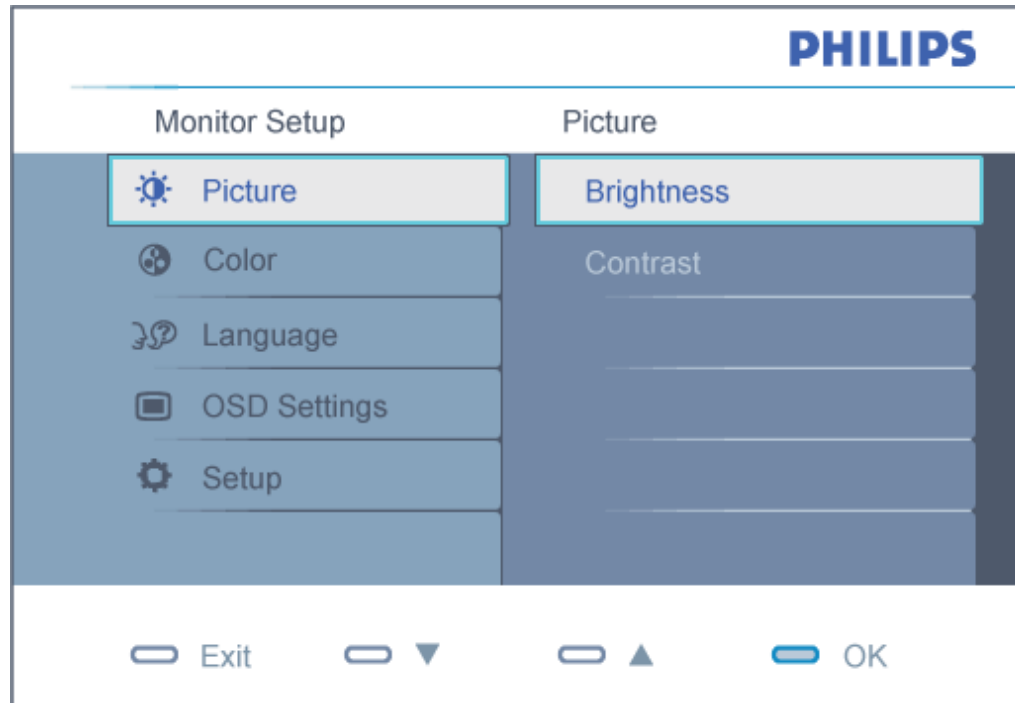 PHILIPS
Monitor Setup Picture
Picture Brightness
Color Contrast
Language
OSD Settings
Setup
Exit ▼ ▲ OK